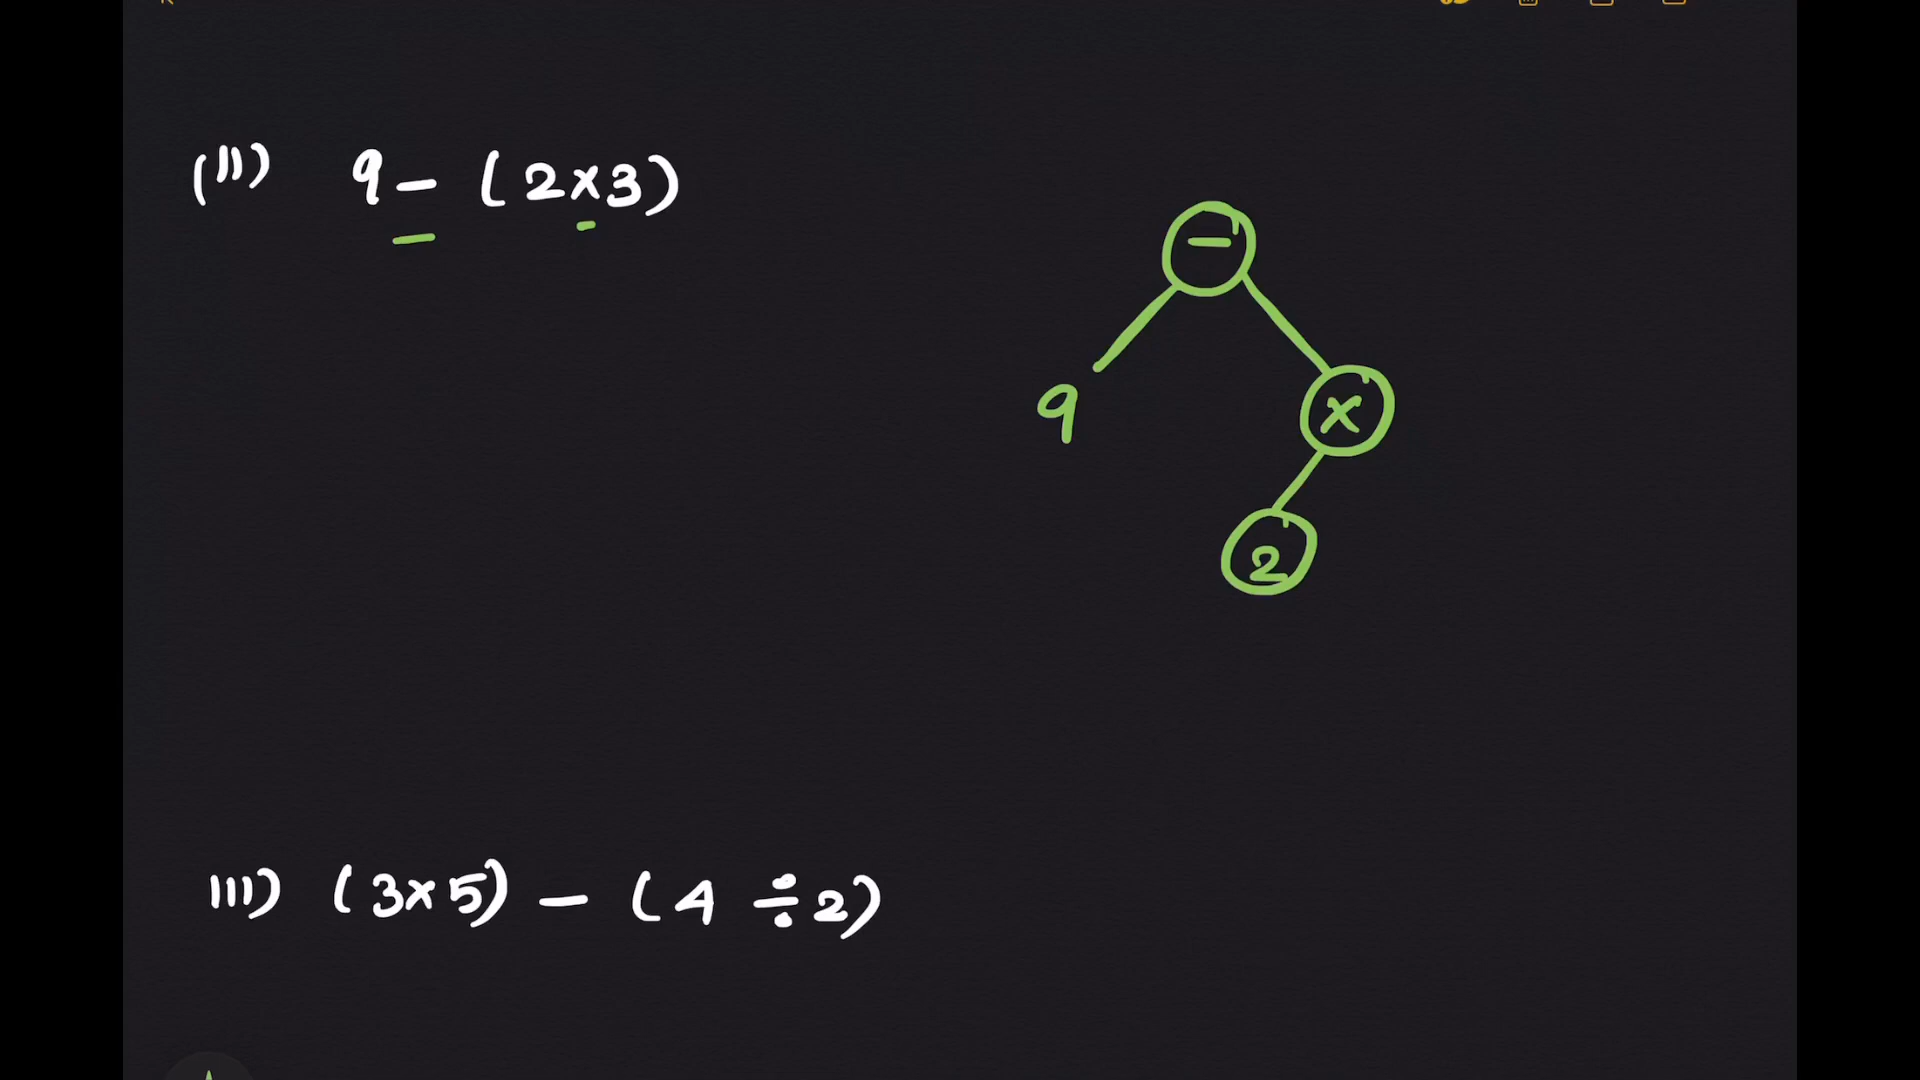 (II) 9 - (2×3)
-
9
×
2
III) (3×5) - (4 ÷ 2)